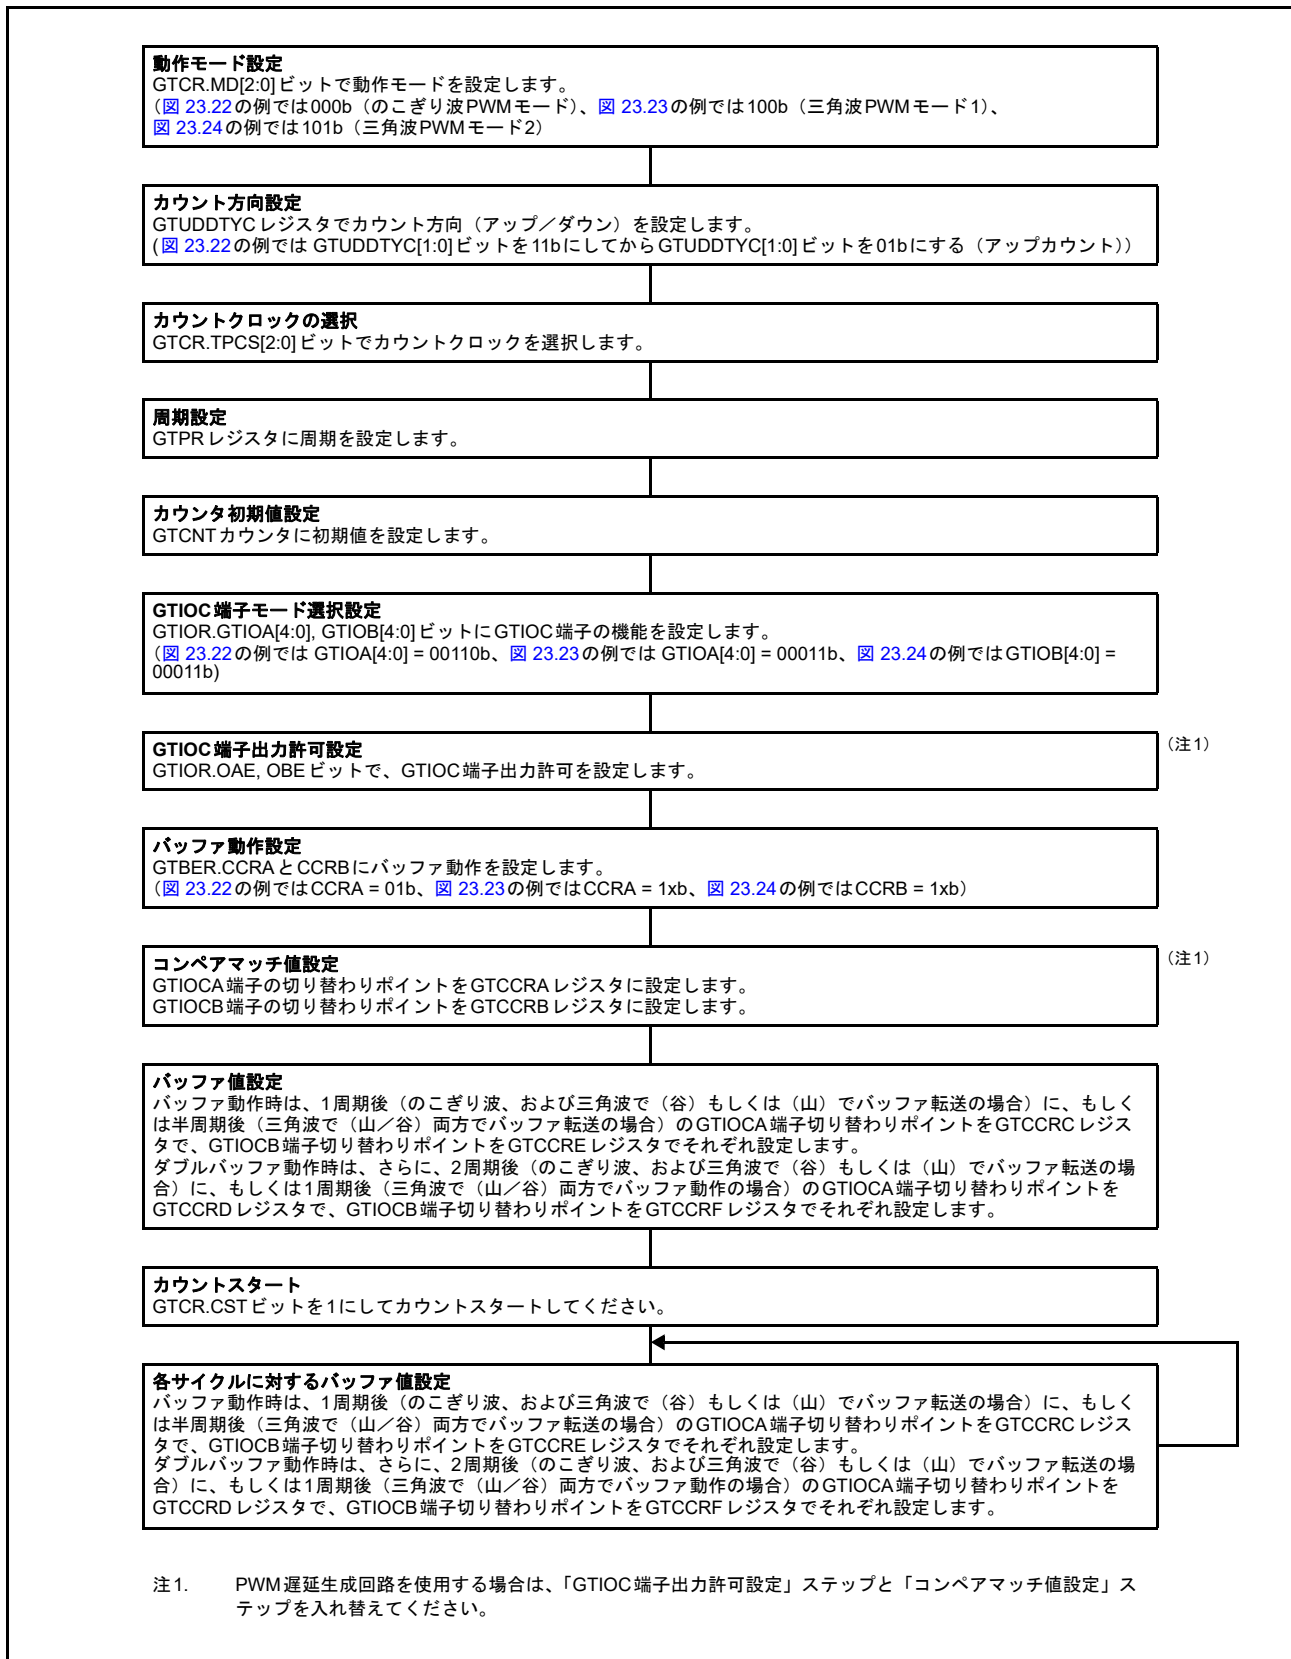 動作モード設定
GTCR.MD[2:0]ビットで動作モードを設定します。
（図 23.22の例では000b（のこぎり波PWMモード）、図 23.23の例では100b（三角波PWMモード1）、
図 23.24の例では101b（三角波PWMモード2）
カウント方向設定
GTUDDTYCレジスタでカウント方向（アップ／ダウン）を設定します。
(図 23.22の例では GTUDDTYC[1:0]ビットを11bにしてからGTUDDTYC[1:0]ビットを01bにする（アップカウント））
カウントクロックの選択
GTCR.TPCS[2:0]ビットでカウントクロックを選択します。
周期設定
GTPRレジスタに周期を設定します。
カウンタ初期値設定
GTCNTカウンタに初期値を設定します。
GTIOC端子モード選択設定
GTIOR.GTIOA[4:0], GTIOB[4:0]ビットにGTIOC端子の機能を設定します。
（図 23.22の例では GTIOA[4:0] = 00110b、図 23.23の例では GTIOA[4:0] = 00011b、図 23.24の例ではGTIOB[4:0] =
00011b)
GTIOC端子出力許可設定 （注1）
GTIOR.OAE, OBEビットで、GTIOC端子出力許可を設定します。
バッファ動作設定
GTBER.CCRAとCCRBにバッファ動作を設定します。
（図 23.22の例ではCCRA = 01b、図 23.23の例ではCCRA = 1xb、図 23.24の例ではCCRB = 1xb）
コンペアマッチ値設定 （注1）
GTIOCA端子の切り替わりポイントをGTCCRAレジスタに設定します。
GTIOCB端子の切り替わりポイントをGTCCRBレジスタに設定します。
バッファ値設定
バッファ動作時は、1周期後（のこぎり波、および三角波で（谷）もしくは（山）でバッファ転送の場合）に、もしく
は半周期後（三角波で（山／谷）両方でバッファ転送の場合）のGTIOCA端子切り替わりポイントをGTCCRCレジス
タで、GTIOCB端子切り替わりポイントをGTCCREレジスタでそれぞれ設定します。
ダブルバッファ動作時は、さらに、2周期後（のこぎり波、および三角波で（谷）もしくは（山）でバッファ転送の場
合）に、もしくは1周期後（三角波で（山／谷）両方でバッファ動作の場合）のGTIOCA端子切り替わりポイントを
GTCCRDレジスタで、GTIOCB端子切り替わりポイントをGTCCRFレジスタでそれぞれ設定します。
カウントスタート
GTCR.CSTビットを1にしてカウントスタートしてください。
各サイクルに対するバッファ値設定
バッファ動作時は、1周期後（のこぎり波、および三角波で（谷）もしくは（山）でバッファ転送の場合）に、もしく
は半周期後（三角波で（山／谷）両方でバッファ転送の場合）のGTIOCA端子切り替わりポイントをGTCCRCレジス
タで、GTIOCB端子切り替わりポイントをGTCCREレジスタでそれぞれ設定します。
ダブルバッファ動作時は、さらに、2周期後（のこぎり波、および三角波で（谷）もしくは（山）でバッファ転送の場
合）に、もしくは1周期後（三角波で（山／谷）両方でバッファ動作の場合）のGTIOCA端子切り替わりポイントを
GTCCRDレジスタで、GTIOCB端子切り替わりポイントをGTCCRFレジスタでそれぞれ設定します。
注1. PWM遅延生成回路を使用する場合は、「GTIOC端子出力許可設定」ステップと「コンペアマッチ値設定」ス
テップを入れ替えてください。